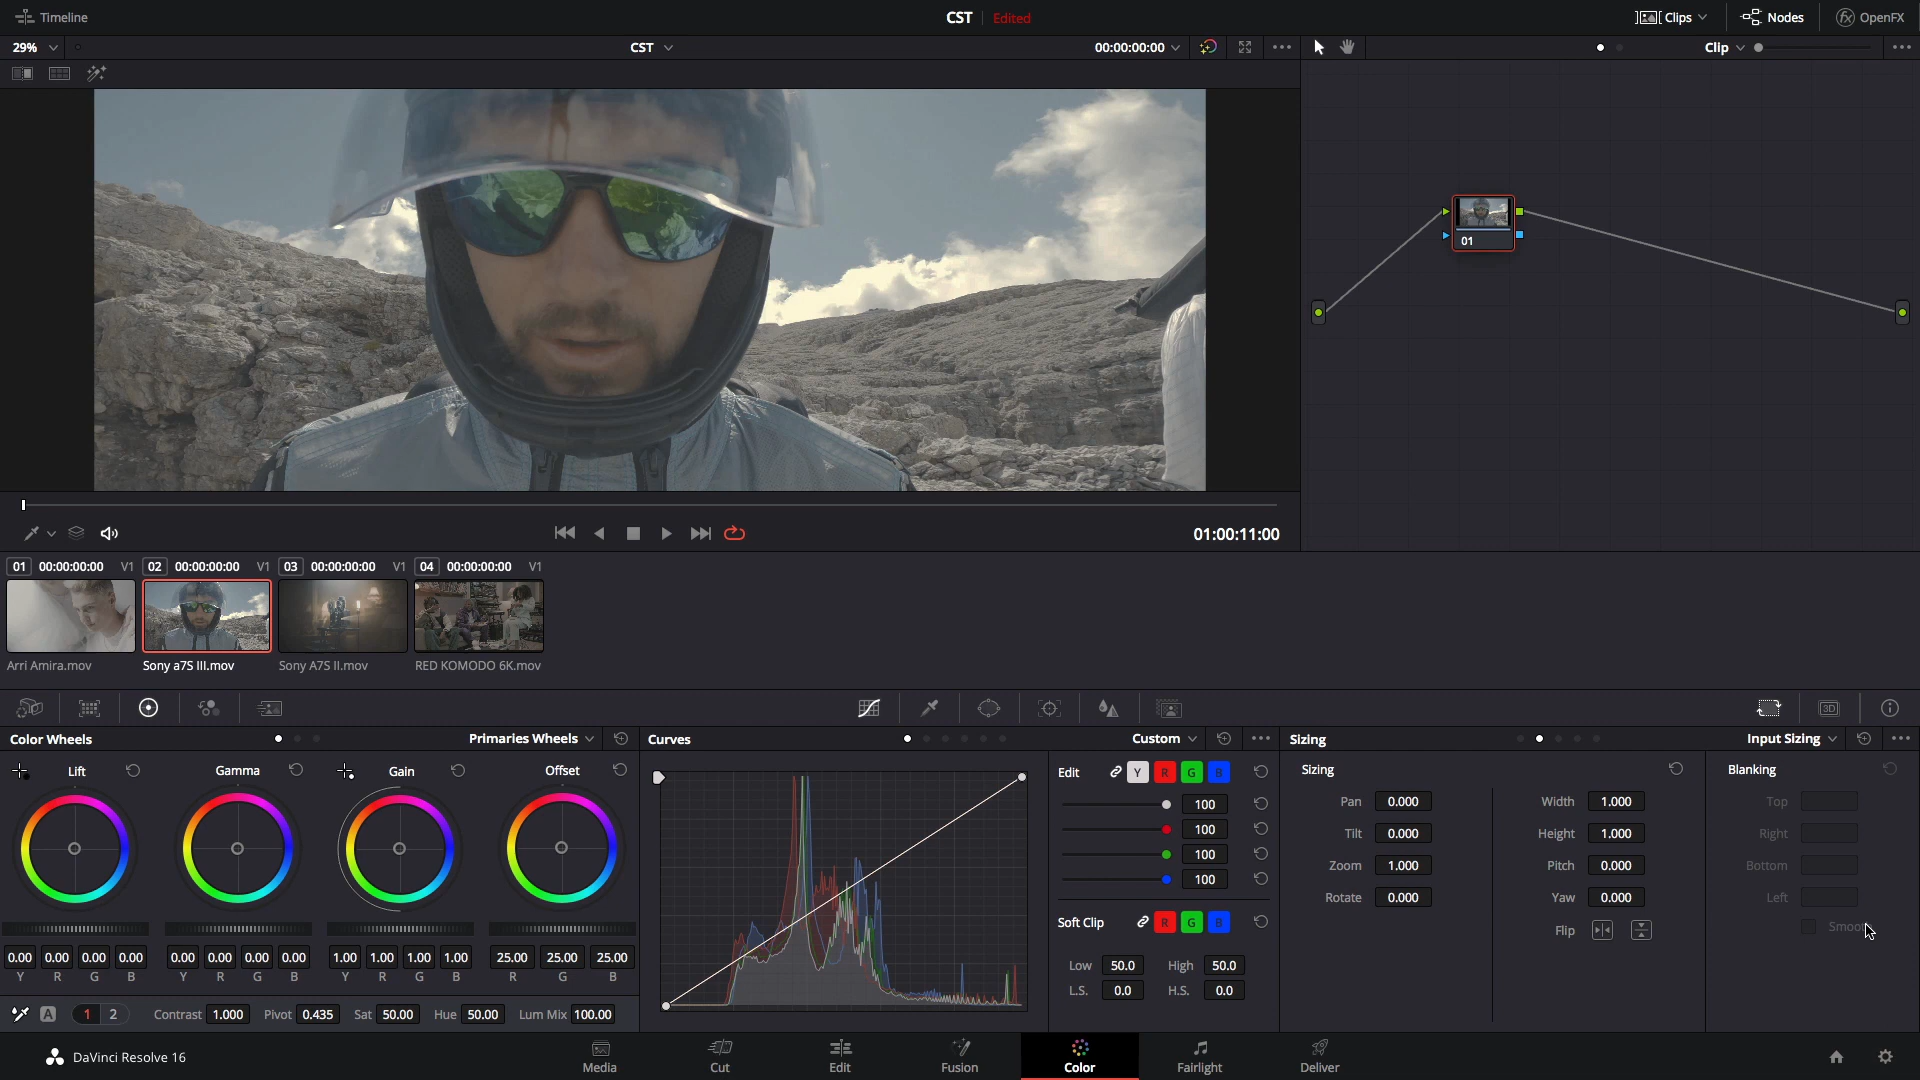 Timeline
CST
Edited
Clips
Nodes
fx
OpenFX
29%
CST
00:00:00:00
Clip
01
01:00:11:00
01 00:00:00:00 V1
02 00:00:00:00 V1
03 00:00:00:00 V1
04 00:00:00:00 V1
Arri Amira.mov
Sony a7S III.mov
Sony A7S II.mov
RED KOMODO 6K.mov
3D
Color Wheels
Primaries Wheels
Curves
Custom
Sizing
Input Sizing
Lift
Gamma
Gain
Offset
0.00 0.00 0.00 0.00
Y R G B
0.00 0.00 0.00 0.00
Y R G B
1.00 1.00 1.00 1.00
Y R G B
25.00 25.00 25.00
R G B
A
1 2
Contrast 1.000
Pivot 0.435
Sat 50.00
Hue 50.00
Lum Mix 100.00
Edit
Y R G B
100
100
100
100
Soft Clip
R G B
Low 50.0 High 50.0
L.S. 0.0 H.S. 0.0
Sizing
Pan 0.000
Tilt 0.000
Zoom 1.000
Rotate 0.000
Width 1.000
Height 1.000
Pitch 0.000
Yaw 0.000
Flip
Blanking
Top
Right
Bottom
Left
DaVinci Resolve 16
Media
Cut
Edit
Fusion
Color
Fairlight
Deliver